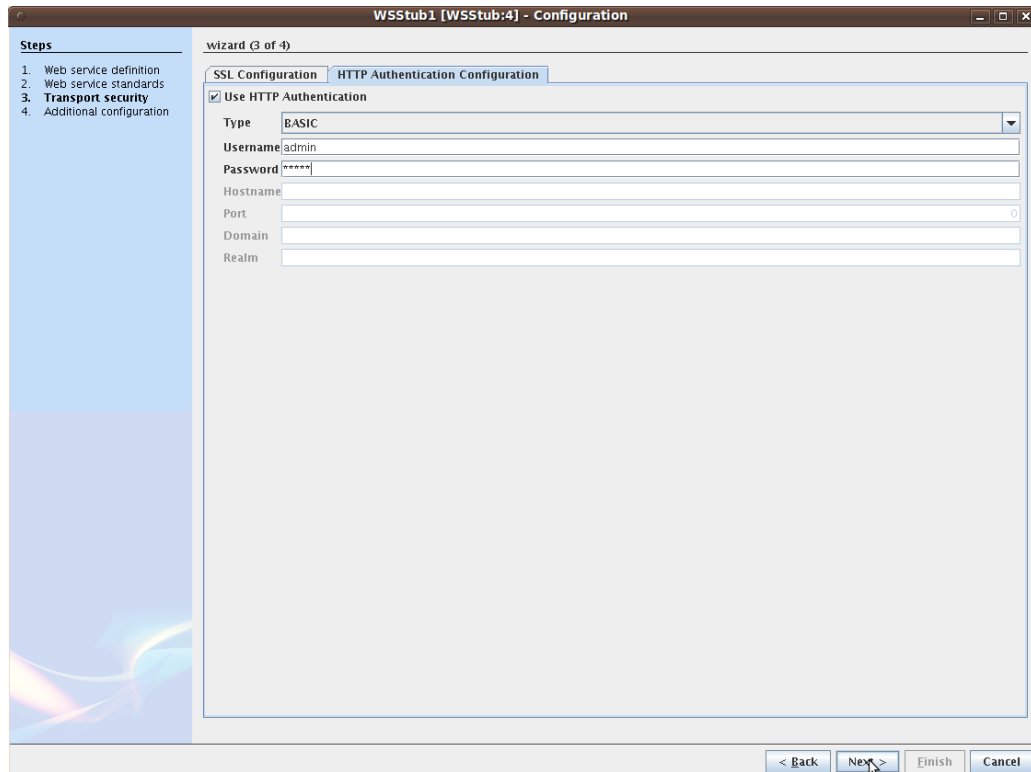 WSStub1 [WSStub:4] - Configuration
Steps
1. Web service definition
2. Web service standards
3. Transport security
4. Additional configuration
wizard (3 of 4)
SSL Configuration HTTP Authentication Configuration
Use HTTP Authentication
Type BASIC
Username admin
Password *****
Hostname
Port 0
Domain
Realm
< Back Next > Finish Cancel